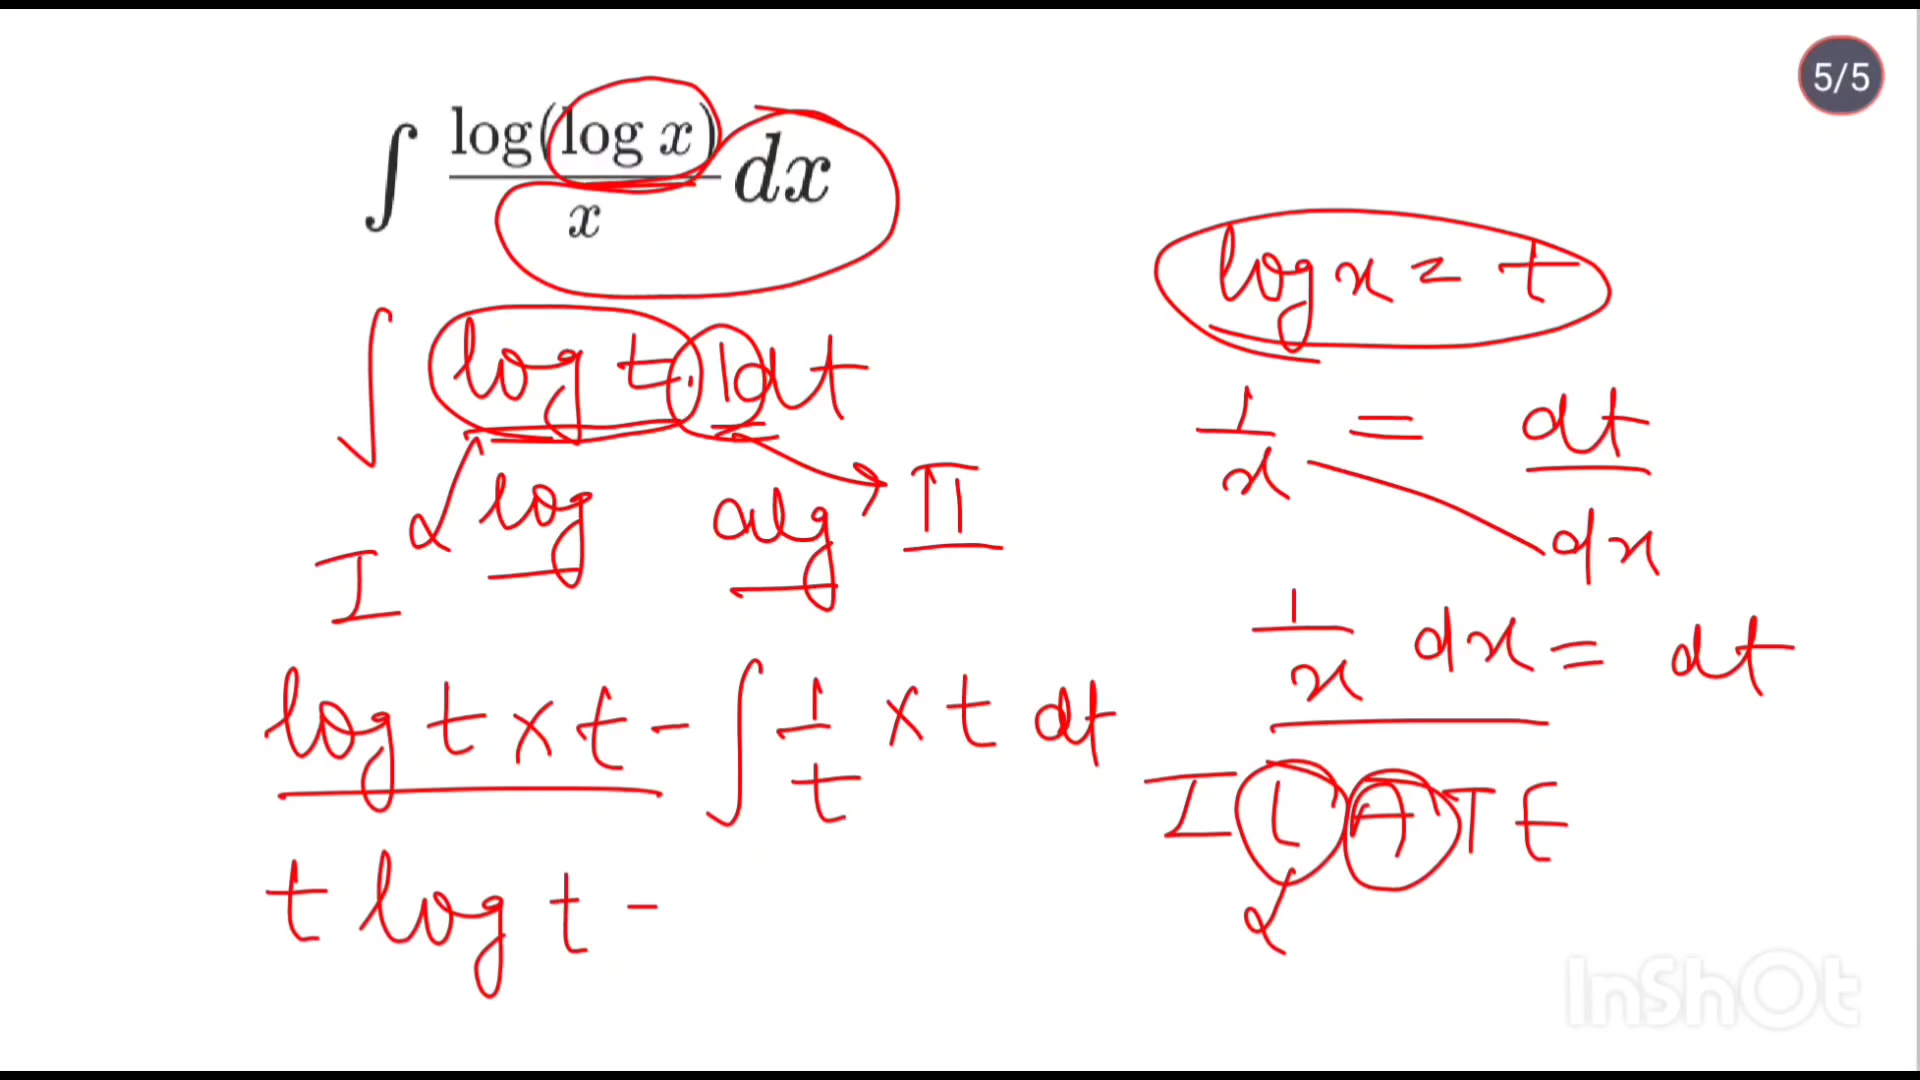 5/5
∫ log(log x)/x dx
log x = t
∫ log t . 1 dt
1/x = dt/dx
I log alg II
1/x dx = dt
log t × t - ∫ 1/t × t dt
I L A T E
t log t -
InShOt